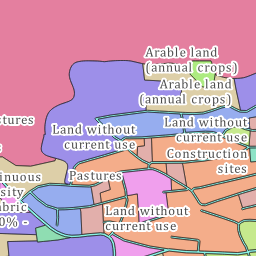 Arable land
(annual crops)
Arable land
(annual crops)
Land without
current use
Land without
current use
Construction
sites
Pastures
Land without
current use